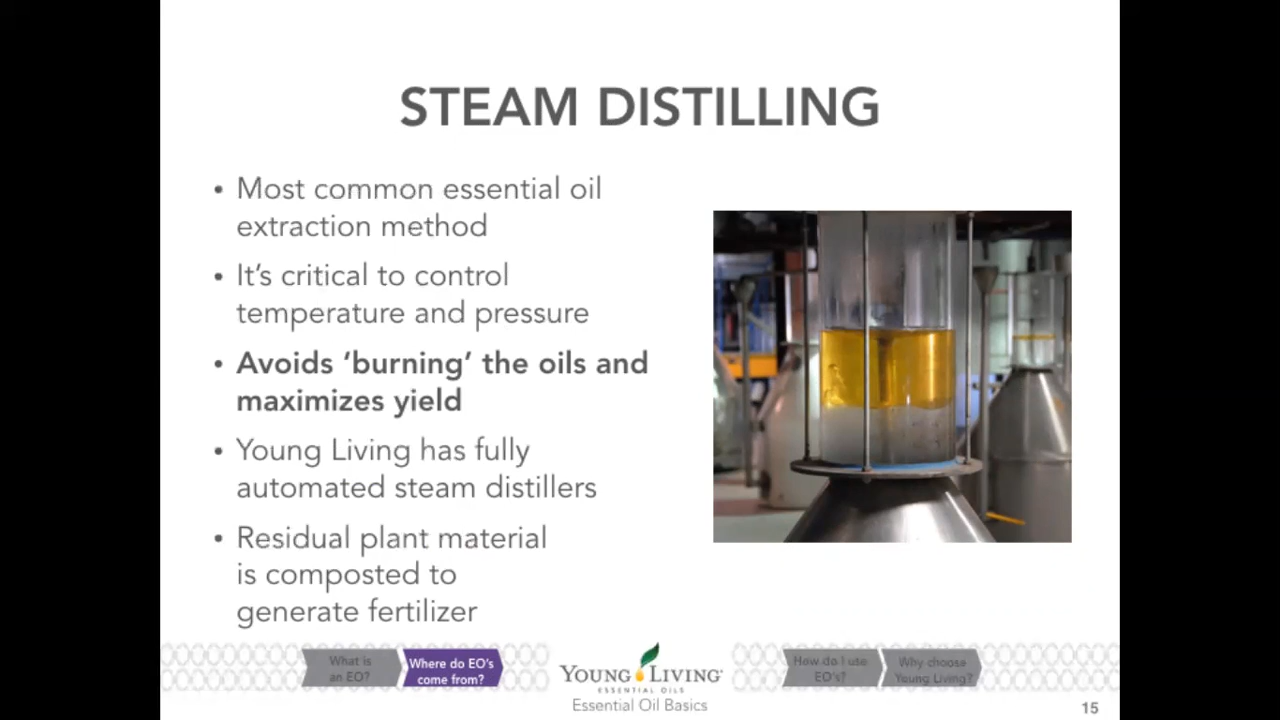 STEAM DISTILLING
• Most common essential oil
extraction method
• It's critical to control
temperature and pressure
• Avoids ‘burning’ the oils and
maximizes yield
• Young Living has fully
automated steam distillers
• Residual plant material
is composted to
generate fertilizer
What is
an EO?
Where do EO's
come from?
YOUNG LIVING
ESSENTIAL OILS
Essential Oil Basics
How do I use
EO's?
Why choose
Young Living?
15